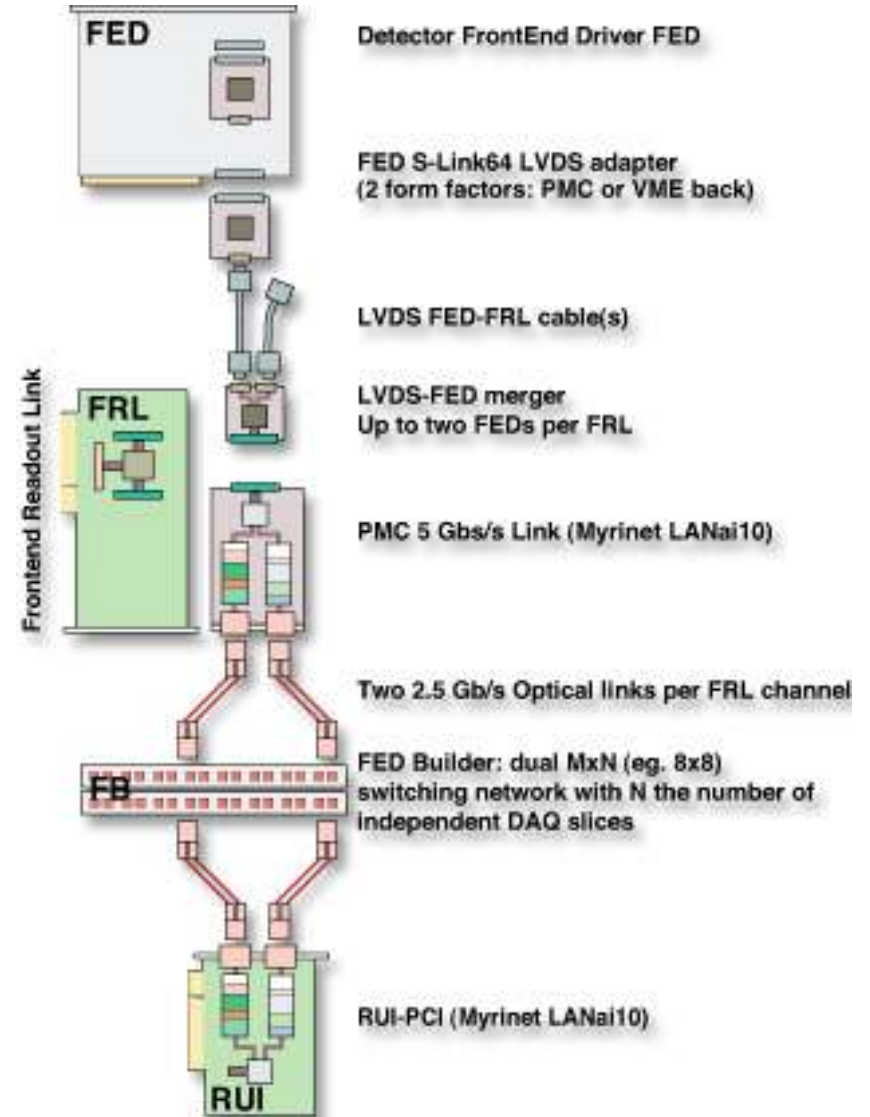 FED
Detector FrontEnd Driver FED
FED S-Link64 LVDS adapter
(2 form factors: PMC or VME back)
LVDS FED-FRL cable(s)
Frontend Readout Link
FRL
LVDS-FED merger
Up to two FEDs per FRL
PMC 5 Gbs/s Link (Myrinet LANai10)
Two 2.5 Gb/s Optical links per FRL channel
FB
FED Builder: dual MxN (eg. 8x8)
switching network with N the number of
independent DAQ slices
RUI-PCI (Myrinet LANai10)
RUI